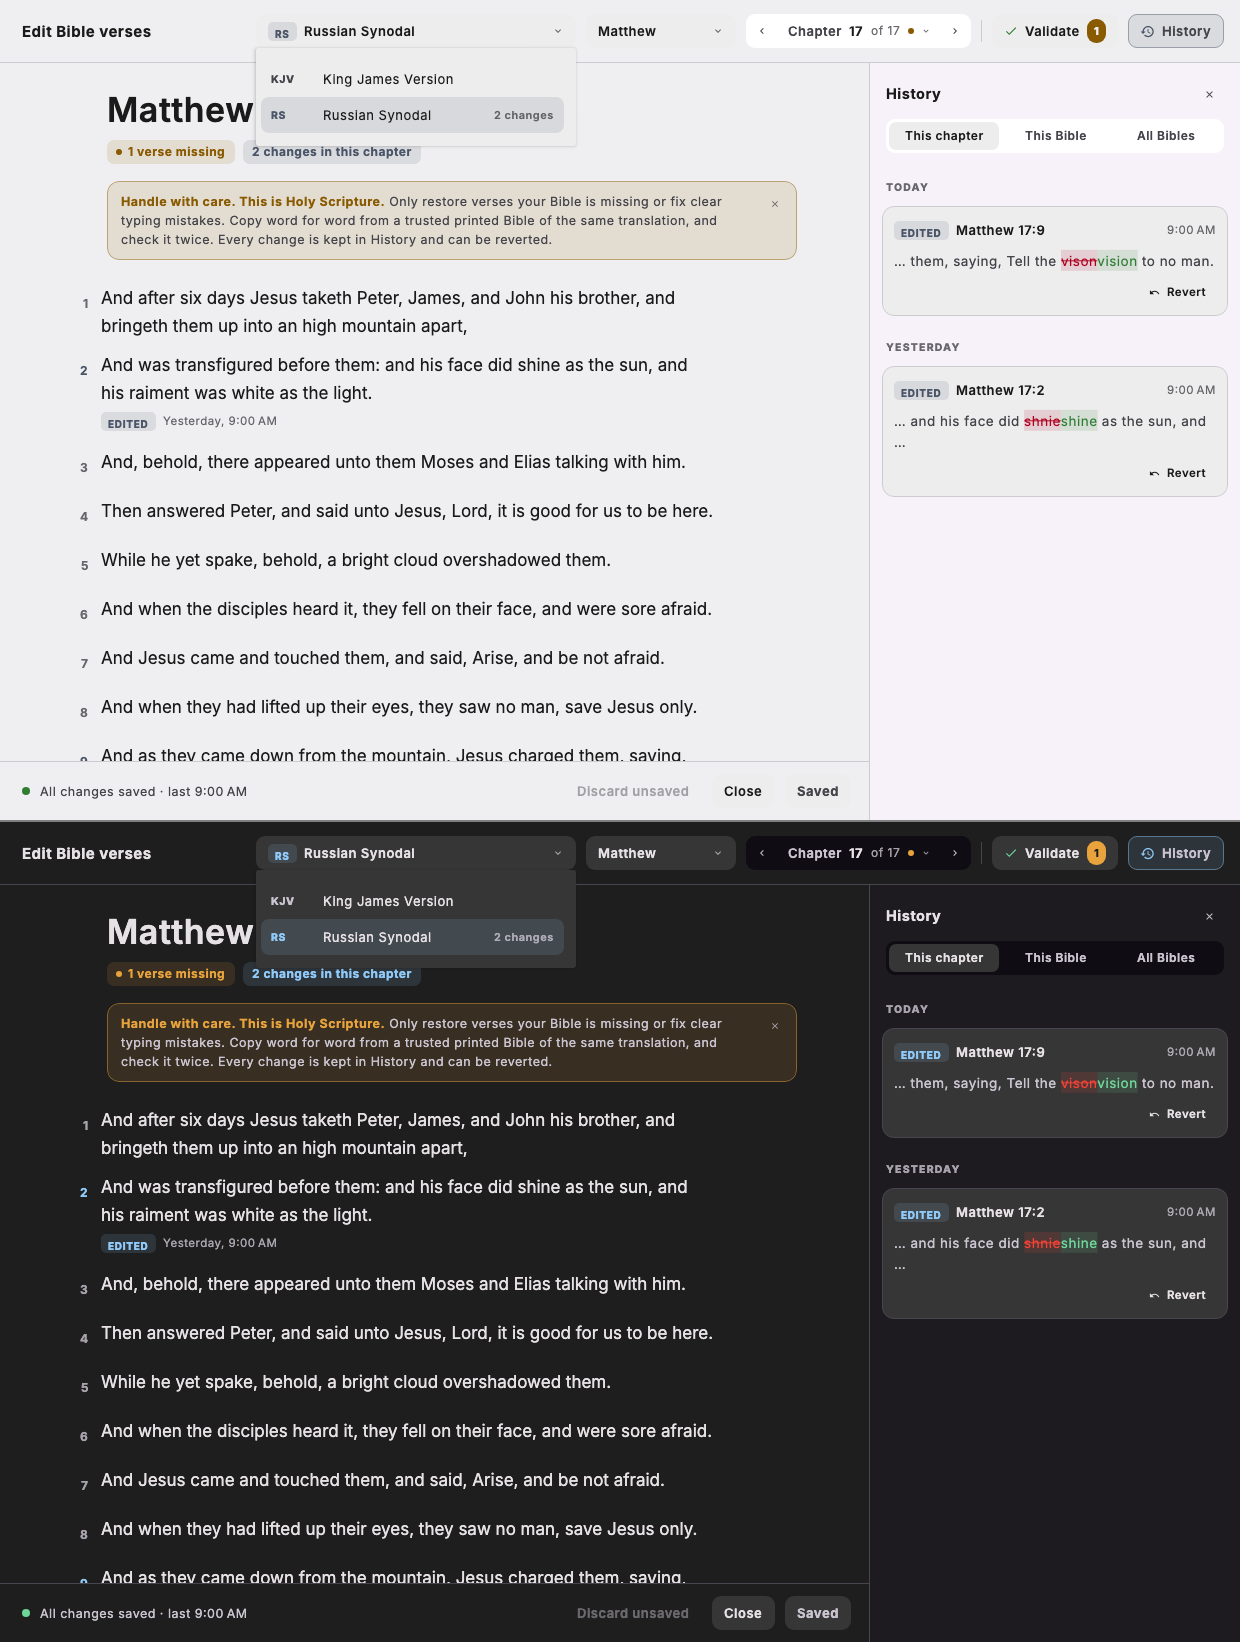 Edit Bible verses
RS Russian Synodal
Matthew
Chapter 17 of 17
Validate 1
History
KJV King James Version
RS Russian Synodal 2 changes
Matthew
1 verse missing
2 changes in this chapter
Handle with care. This is Holy Scripture. Only restore verses your Bible is missing or fix clear
typing mistakes. Copy word for word from a trusted printed Bible of the same translation, and
check it twice. Every change is kept in History and can be reverted.
1 And after six days Jesus taketh Peter, James, and John his brother, and
bringeth them up into an high mountain apart,
2 And was transfigured before them: and his face did shine as the sun, and
his raiment was white as the light.
EDITED Yesterday, 9:00 AM
3 And, behold, there appeared unto them Moses and Elias talking with him.
4 Then answered Peter, and said unto Jesus, Lord, it is good for us to be here.
5 While he yet spake, behold, a bright cloud overshadowed them.
6 And when the disciples heard it, they fell on their face, and were sore afraid.
7 And Jesus came and touched them, and said, Arise, and be not afraid.
8 And when they had lifted up their eyes, they saw no man, save Jesus only.
9 And as they came down from the mountain, Jesus charged them, saying,
All changes saved · last 9:00 AM
Discard unsaved
Close
Saved
History
This chapter
This Bible
All Bibles
TODAY
EDITED Matthew 17:9 9:00 AM
... them, saying, Tell the visonvision to no man.
Revert
YESTERDAY
EDITED Matthew 17:2 9:00 AM
... and his face did shnieshine as the sun, and
...
Revert
Edit Bible verses
RS Russian Synodal
Matthew
Chapter 17 of 17
Validate 1
History
KJV King James Version
RS Russian Synodal 2 changes
Matthew
1 verse missing
2 changes in this chapter
Handle with care. This is Holy Scripture. Only restore verses your Bible is missing or fix clear
typing mistakes. Copy word for word from a trusted printed Bible of the same translation, and
check it twice. Every change is kept in History and can be reverted.
1 And after six days Jesus taketh Peter, James, and John his brother, and
bringeth them up into an high mountain apart,
2 And was transfigured before them: and his face did shine as the sun, and
his raiment was white as the light.
EDITED Yesterday, 9:00 AM
3 And, behold, there appeared unto them Moses and Elias talking with him.
4 Then answered Peter, and said unto Jesus, Lord, it is good for us to be here.
5 While he yet spake, behold, a bright cloud overshadowed them.
6 And when the disciples heard it, they fell on their face, and were sore afraid.
7 And Jesus came and touched them, and said, Arise, and be not afraid.
8 And when they had lifted up their eyes, they saw no man, save Jesus only.
9 And as they came down from the mountain, Jesus charged them, saying,
All changes saved · last 9:00 AM
Discard unsaved
Close
Saved
History
This chapter
This Bible
All Bibles
TODAY
EDITED Matthew 17:9 9:00 AM
... them, saying, Tell the visonvision to no man.
Revert
YESTERDAY
EDITED Matthew 17:2 9:00 AM
... and his face did shnieshine as the sun, and
...
Revert